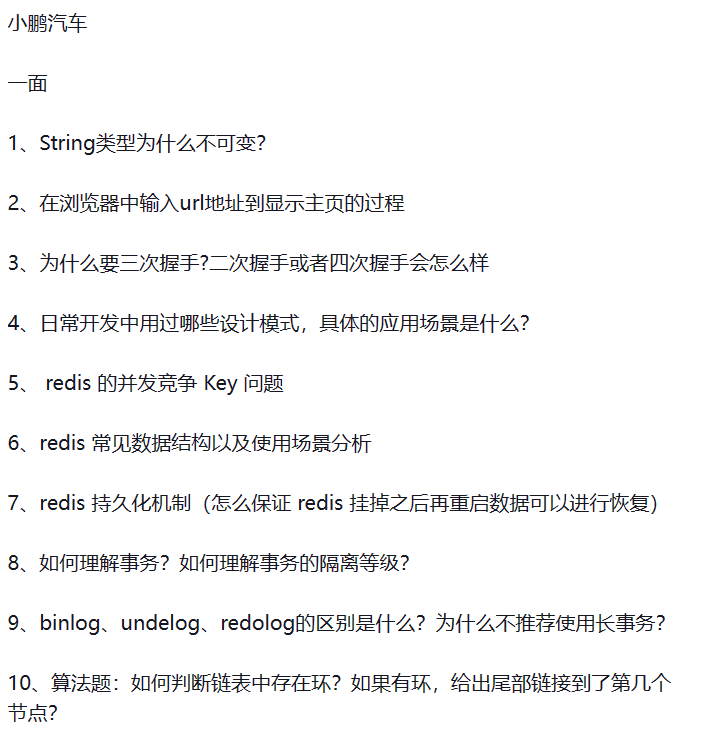 小鹏汽车
一面
1、String类型为什么不可变？
2、在浏览器中输入url地址到显示主页的过程
3、为什么要三次握手?二次握手或者四次握手会怎么样
4、日常开发中用过哪些设计模式，具体的应用场景是什么？
5、 redis 的并发竞争 Key 问题
6、redis 常见数据结构以及使用场景分析
7、redis 持久化机制（怎么保证 redis 挂掉之后再重启数据可以进行恢复）
8、如何理解事务？如何理解事务的隔离等级？
9、binlog、undelog、redolog的区别是什么？为什么不推荐使用长事务？
10、算法题：如何判断链表中存在环？如果有环，给出尾部链接到了第几个
节点？